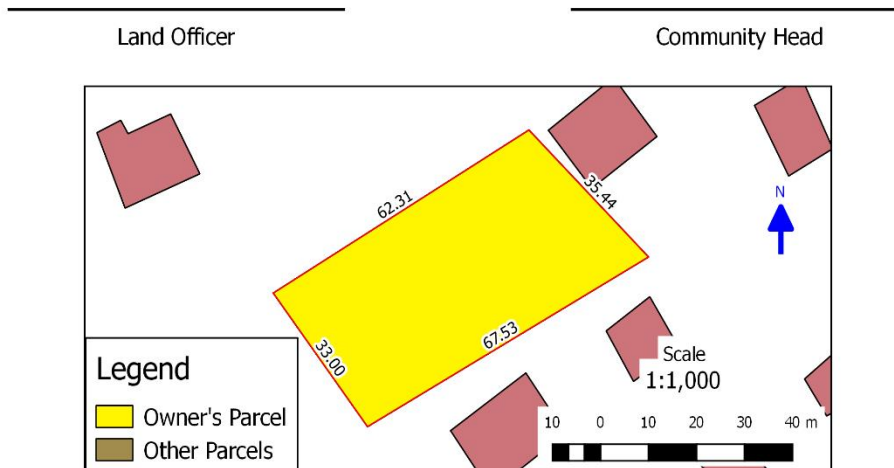 Land Officer
Community Head
62.31
35.44
N
33.00
67.53
Scale
1:1,000
Legend
Owner's Parcel
Other Parcels
10 0 10 20 30 40 m